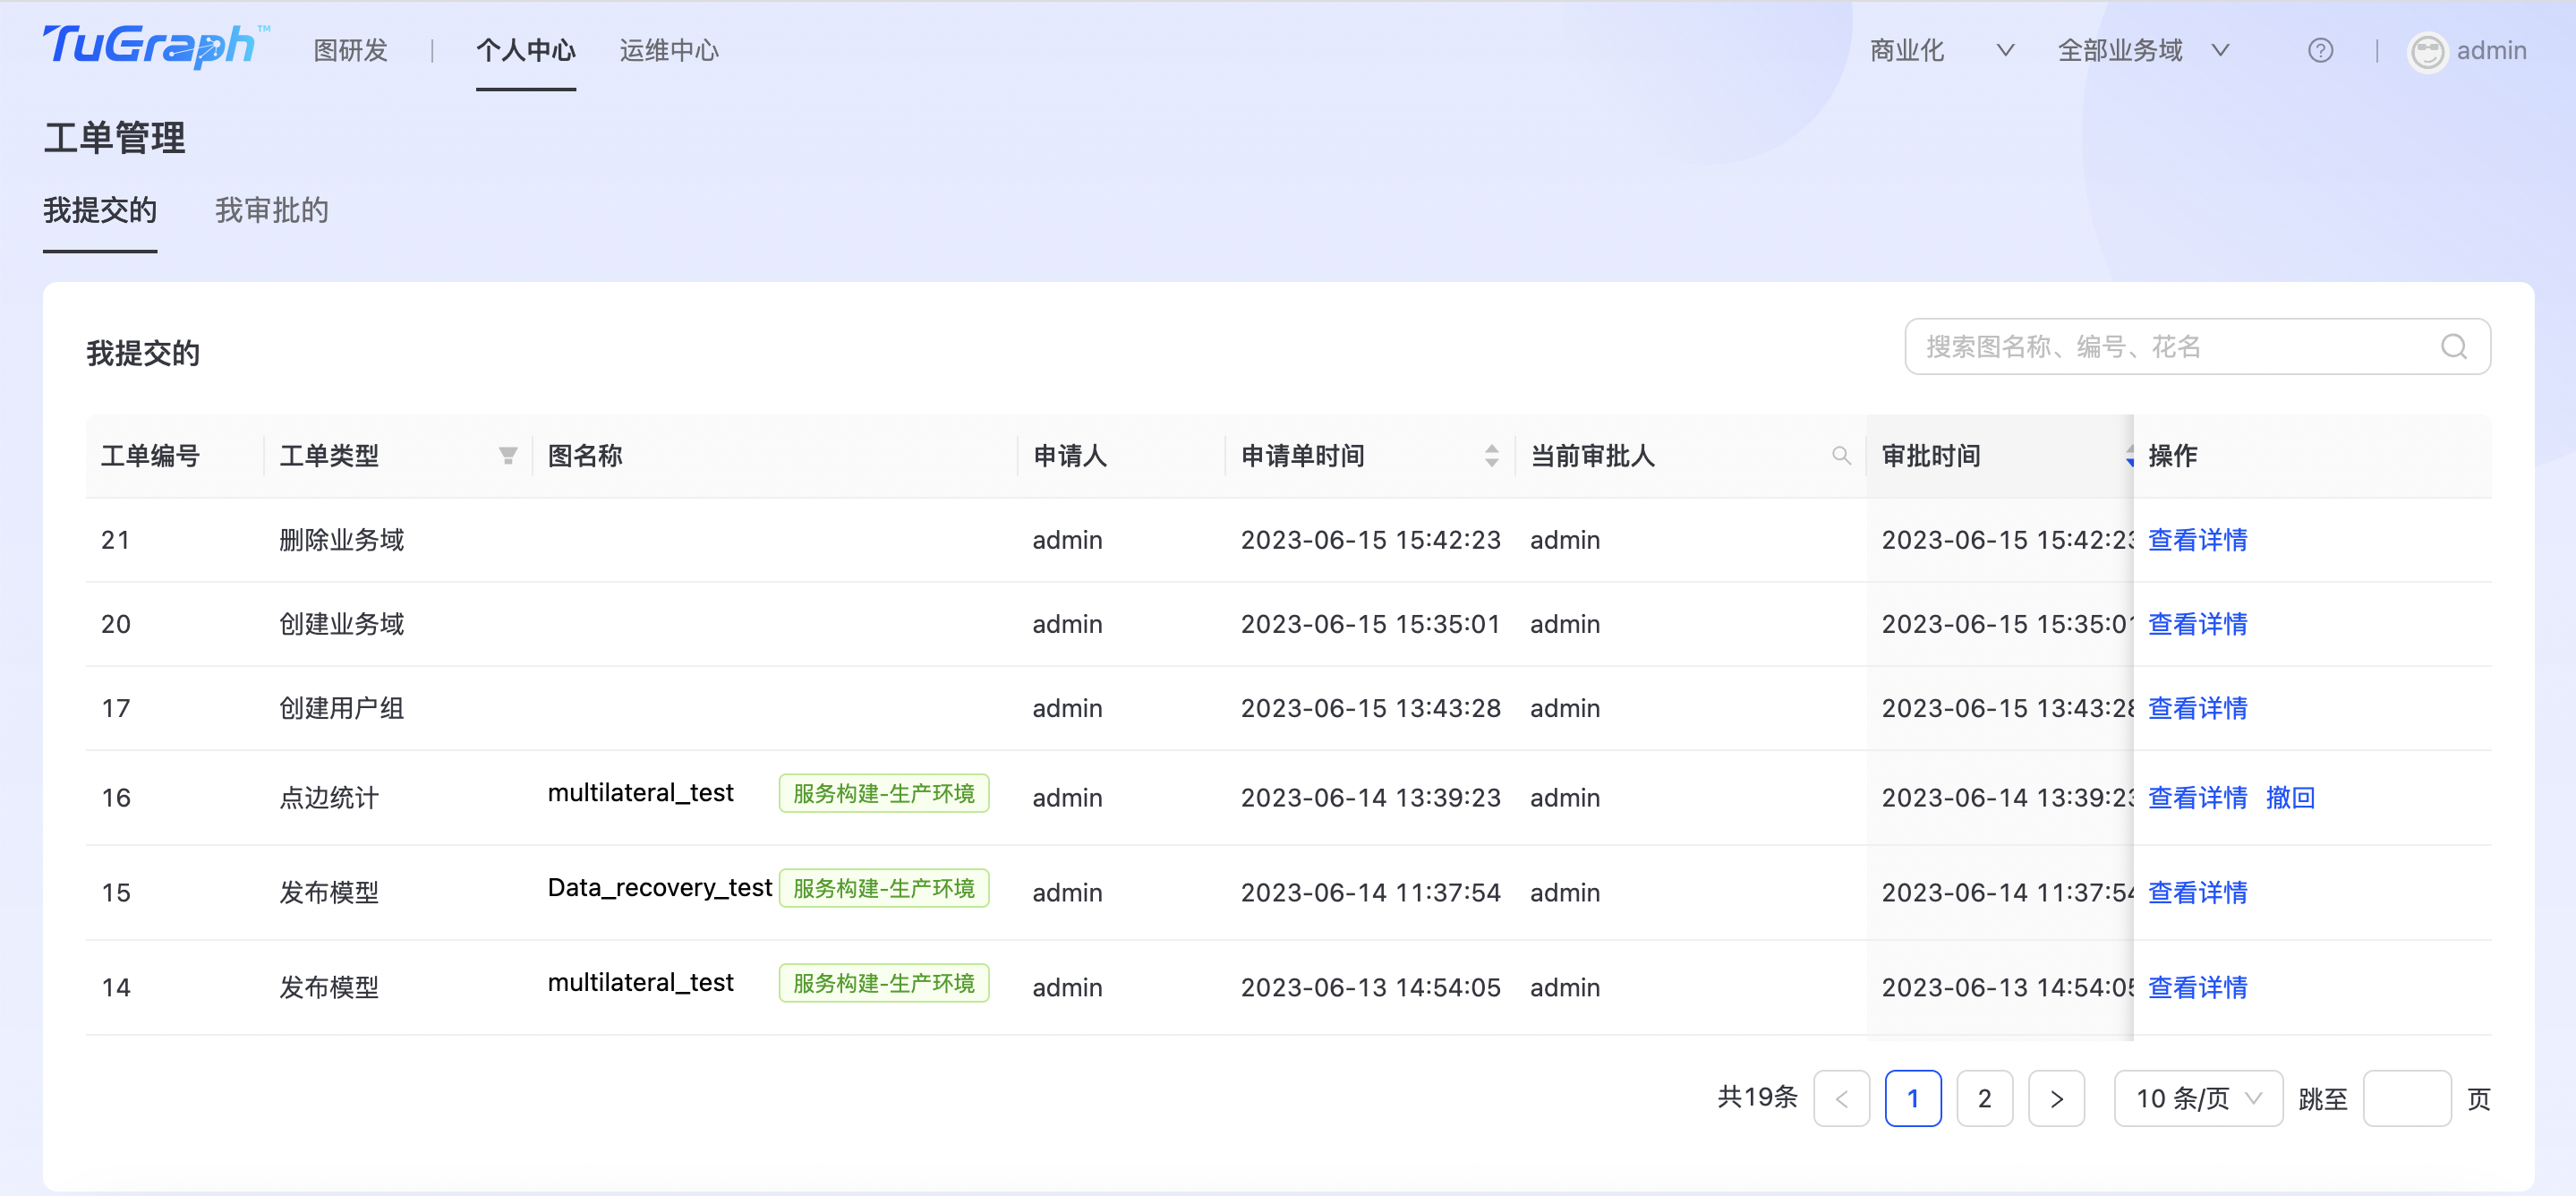 TuGraph™ 图研发 | 个人中心 运维中心 商业化 全部业务域 ? | admin
工单管理
我提交的 我审批的
我提交的 搜索图名称、编号、花名
工单编号 工单类型 图名称 申请人 申请单时间 当前审批人 审批时间 操作
21 删除业务域 admin 2023-06-15 15:42:23 admin 2023-06-15 15:42:23 查看详情
20 创建业务域 admin 2023-06-15 15:35:01 admin 2023-06-15 15:35:01 查看详情
17 创建用户组 admin 2023-06-15 13:43:28 admin 2023-06-15 13:43:28 查看详情
16 点边统计 multilateral_test 服务构建-生产环境 admin 2023-06-14 13:39:23 admin 2023-06-14 13:39:23 查看详情 撤回
15 发布模型 Data_recovery_test 服务构建-生产环境 admin 2023-06-14 11:37:54 admin 2023-06-14 11:37:54 查看详情
14 发布模型 multilateral_test 服务构建-生产环境 admin 2023-06-13 14:54:05 admin 2023-06-13 14:54:05 查看详情
共19条 < 1 2 > 10 条/页 跳至 页